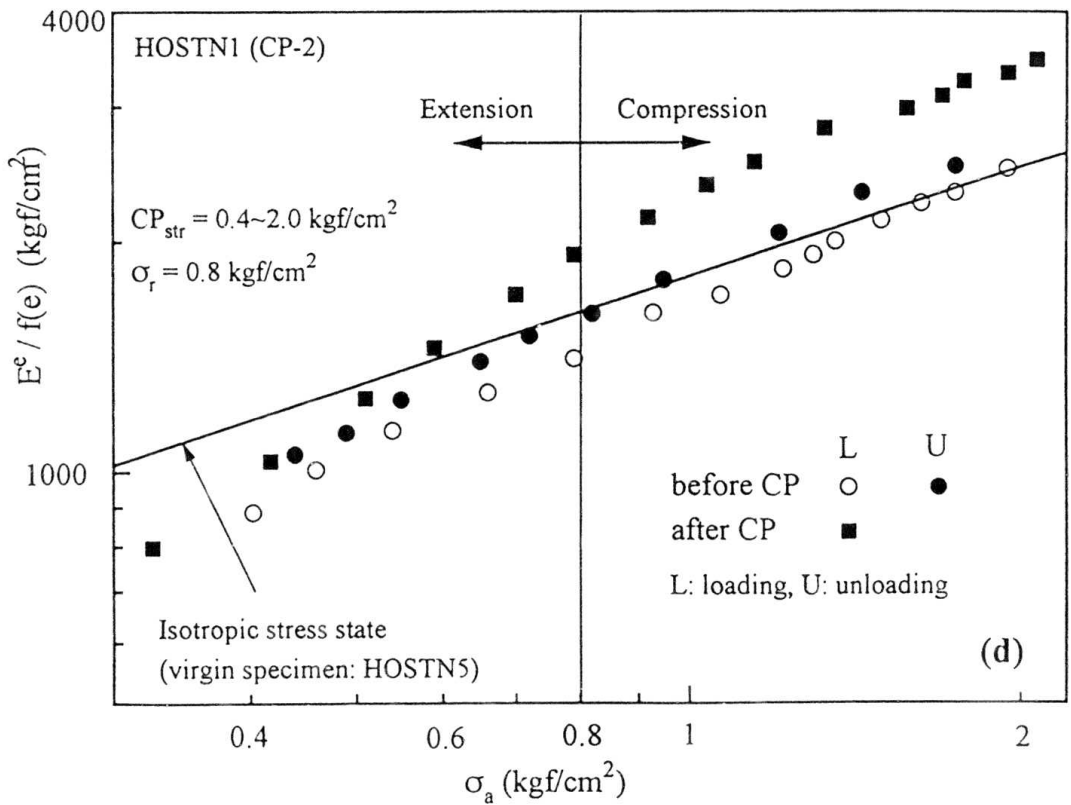 4000
HOSTN1 (CP-2)
Extension
Compression
CP_str = 0.4~2.0 kgf/cm²
σ_r = 0.8 kgf/cm²
E^e / f(e) (kgf/cm²)
1000
L U
before CP
after CP
L: loading, U: unloading
Isotropic stress state
(virgin specimen: HOSTN5)
(d)
0.4 0.6 0.8 1 2
σ_a (kgf/cm²)